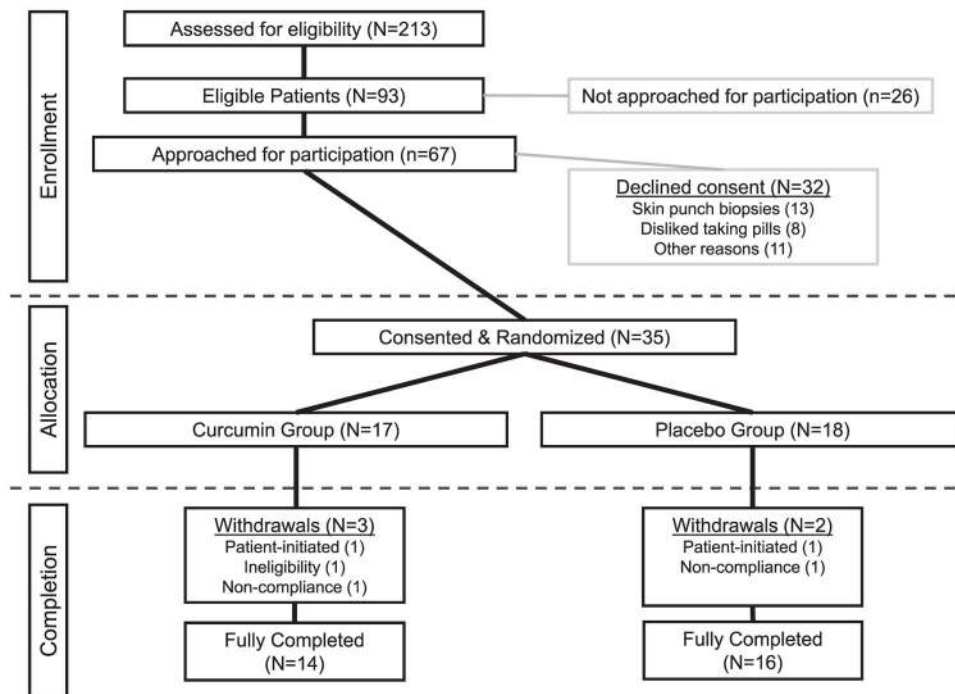 Enrollment
Assessed for eligibility (N=213)
Eligible Patients (N=93)
Not approached for participation (n=26)
Approached for participation (n=67)
Declined consent (N=32)
Skin punch biopsies (13)
Disliked taking pills (8)
Other reasons (11)
Allocation
Consented & Randomized (N=35)
Curcumin Group (N=17)
Placebo Group (N=18)
Completion
Withdrawals (N=3)
Patient-initiated (1)
Ineligibility (1)
Non-compliance (1)
Withdrawals (N=2)
Patient-initiated (1)
Non-compliance (1)
Fully Completed
(N=14)
Fully Completed
(N=16)